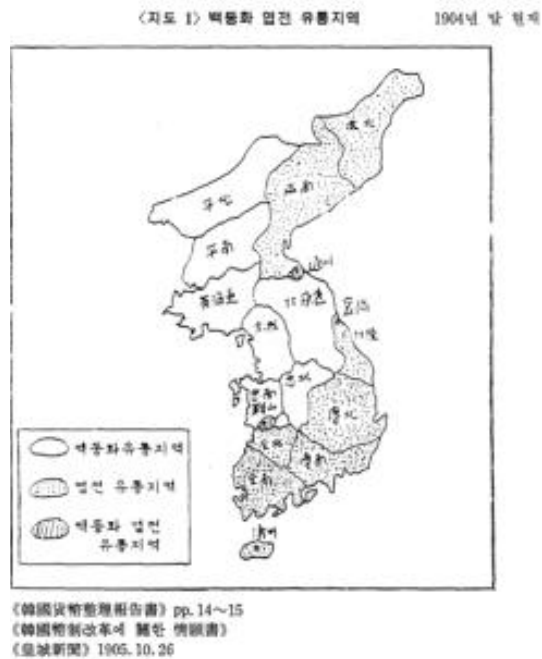 〈지도 1〉 백동화 엽전 유통지역
1904년 말 현재
咸北
咸南
平北
平南
黃海道
江原道
京畿
忠北
忠南
慶北
全北
慶南
全南
백동화유통지역
엽전 유통지역
백동화 엽전
유통지역
《韓國貨幣整理報告書》 pp. 14～15
《韓國幣制改革에 關한 情願書》
《皇城新聞》 1905. 10. 26